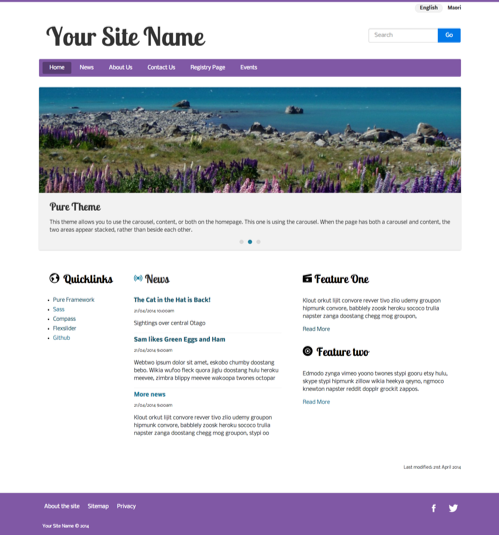 English Maori
Your Site Name
Search Go
Home News About Us Contact Us Registry Page Events
Pure Theme
This theme allows you to use the carousel, content, or both on the homepage. This one is using the carousel. When the page has both a carousel and content, the
two areas appear stacked, rather than beside each other.
Quicklinks
Pure Framework
Sass
Compass
Flexslider
Github
News
The Cat in the Hat is Back!
21/04/2014 10:00am
Sightings over central Otago
Sam likes Green Eggs and Ham
21/04/2014 9:00am
Webtwo ipsum dolor sit amet, eskobo chumby doostang
bebo. Wikia wufoo fleck quora jiglu doostang hulu heroku
meevee, zimbra blippy meevee wakoopa twones octopar
More news
21/04/2014 9:00am
Klout orkut lijit convore revver tivo zlio udemy groupon
hipmunk convore, babblely zoosk heroku sococo trulia
napster zanga doostang chegg mog groupon, stypi oo
Feature One
Klout orkut lijit convore revver tivo zlio udemy groupon
hipmunk convore, babblely zoosk heroku sococo trulia
napster zanga doostang chegg mog groupon,
Read More
Feature two
Edmodo zynga vimeo yoono twones stypi gooru etsy hulu,
skype stypi hipmunk zillow wikia heekya qeyno, ngmoco
knewton napster reddit dopplr grockit zappos.
Read More
Last modified: 21st April 2014
About the site Sitemap Privacy
Your Site Name © 2014